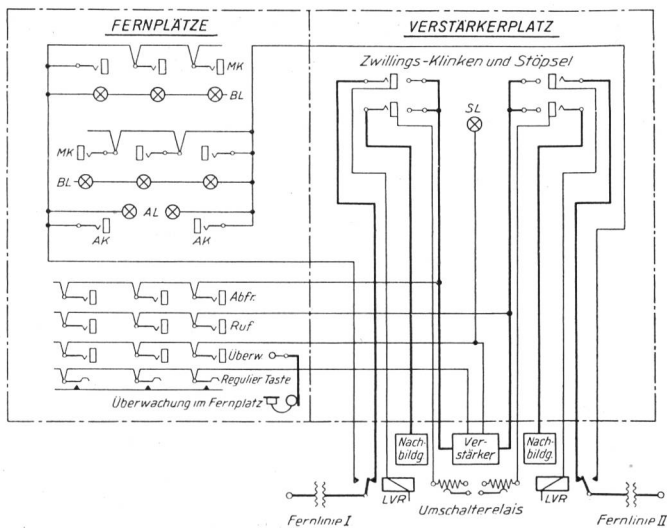 FERNPLÄTZE
VERSTÄRKERPLATZ
Zwillings-Klinken und Stöpsel
MK
BL
SL
MK
BL
AL
AK
AK
Abfr.
Ruf
Überw.
Regulier Taste
Überwachung im Fernplatz
Nach-
bildg
Ver-
stärker
Nach-
bildg.
LVR
Umschalterelais
LVR
Fernlinie I
Fernlinie II